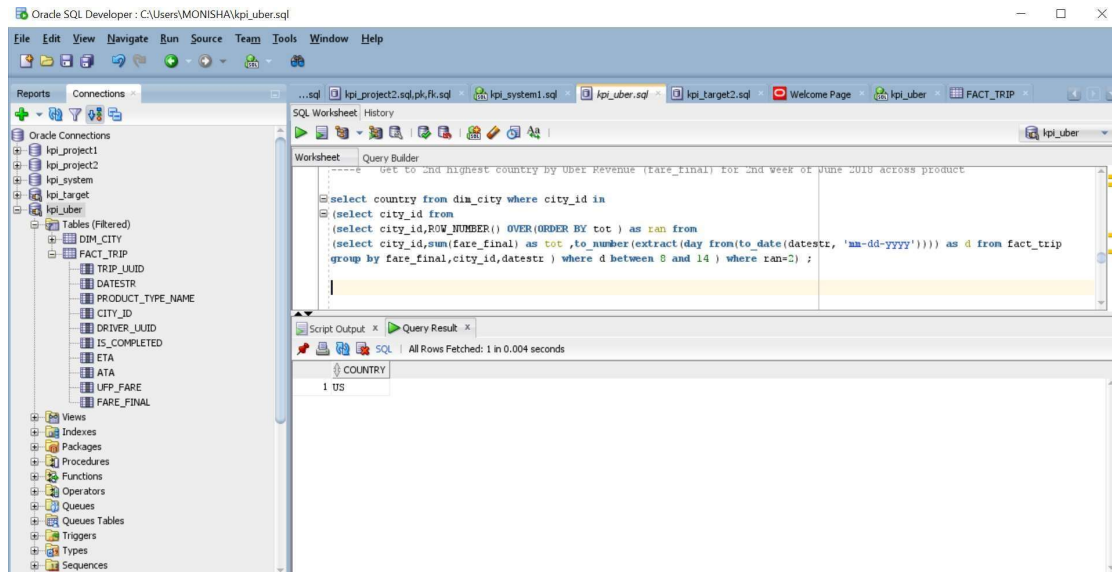 Oracle SQL Developer : C:\Users\MONISHA\kpi_uber.sql
File Edit View Navigate Run Source Team Tools Window Help
Reports Connections
...sql kpi_project2.sql,pk,fk.sql kpi_system1.sql kpi_uber.sql kpi_target2.sql Welcome Page kpi_uber FACT_TRIP
SQL Worksheet History
kpi_uber
Worksheet Query Builder
Oracle Connections
kpi_project1
kpi_project2
kpi_system
kpi_target
kpi_uber
Tables (Filtered)
DIM_CITY
FACT_TRIP
TRIP_UUID
DATESTR
PRODUCT_TYPE_NAME
CITY_ID
DRIVER_UUID
IS_COMPLETED
ETA
ATA
UFP_FARE
FARE_FINAL
Views
Indexes
Packages
Procedures
Functions
Operators
Queues
Queues Tables
Triggers
Types
Sequences
----e Get to 2nd highest country by Uber Revenue (fare_final) for 2nd week of June 2018 across product
select country from dim_city where city_id in
(select city_id from
(select city_id,ROW_NUMBER() OVER(ORDER BY tot ) as ran from
(select city_id,sum(fare_final) as tot ,to_number(extract(day from(to_date(datestr, 'mm-dd-yyyy')))) as d from fact_trip
group by fare_final,city_id,datestr ) where d between 8 and 14 ) where ran=2) ;
Script Output x Query Result x
SQL | All Rows Fetched: 1 in 0.004 seconds
COUNTRY
1 US